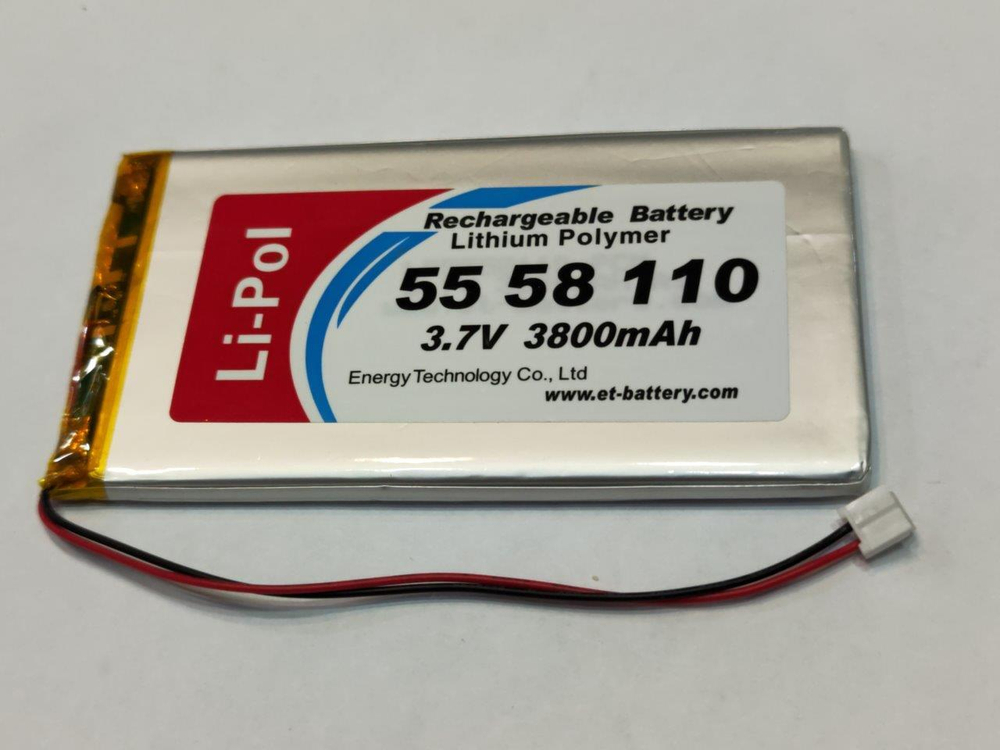 Li-Pol
Rechargeable Battery
Lithium Polymer
55 58 110
3.7V 3800mAh
Energy Technology Co., Ltd
www.et-battery.com